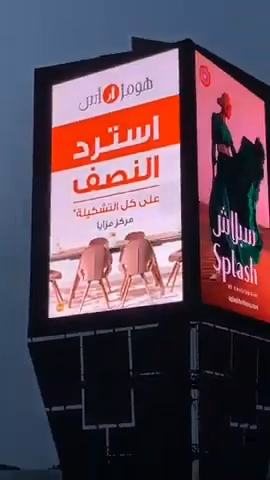 هومز ار اس
استرد
النصف
على كل التشكيلة*
مركز مزايا
سبلاش
Splash